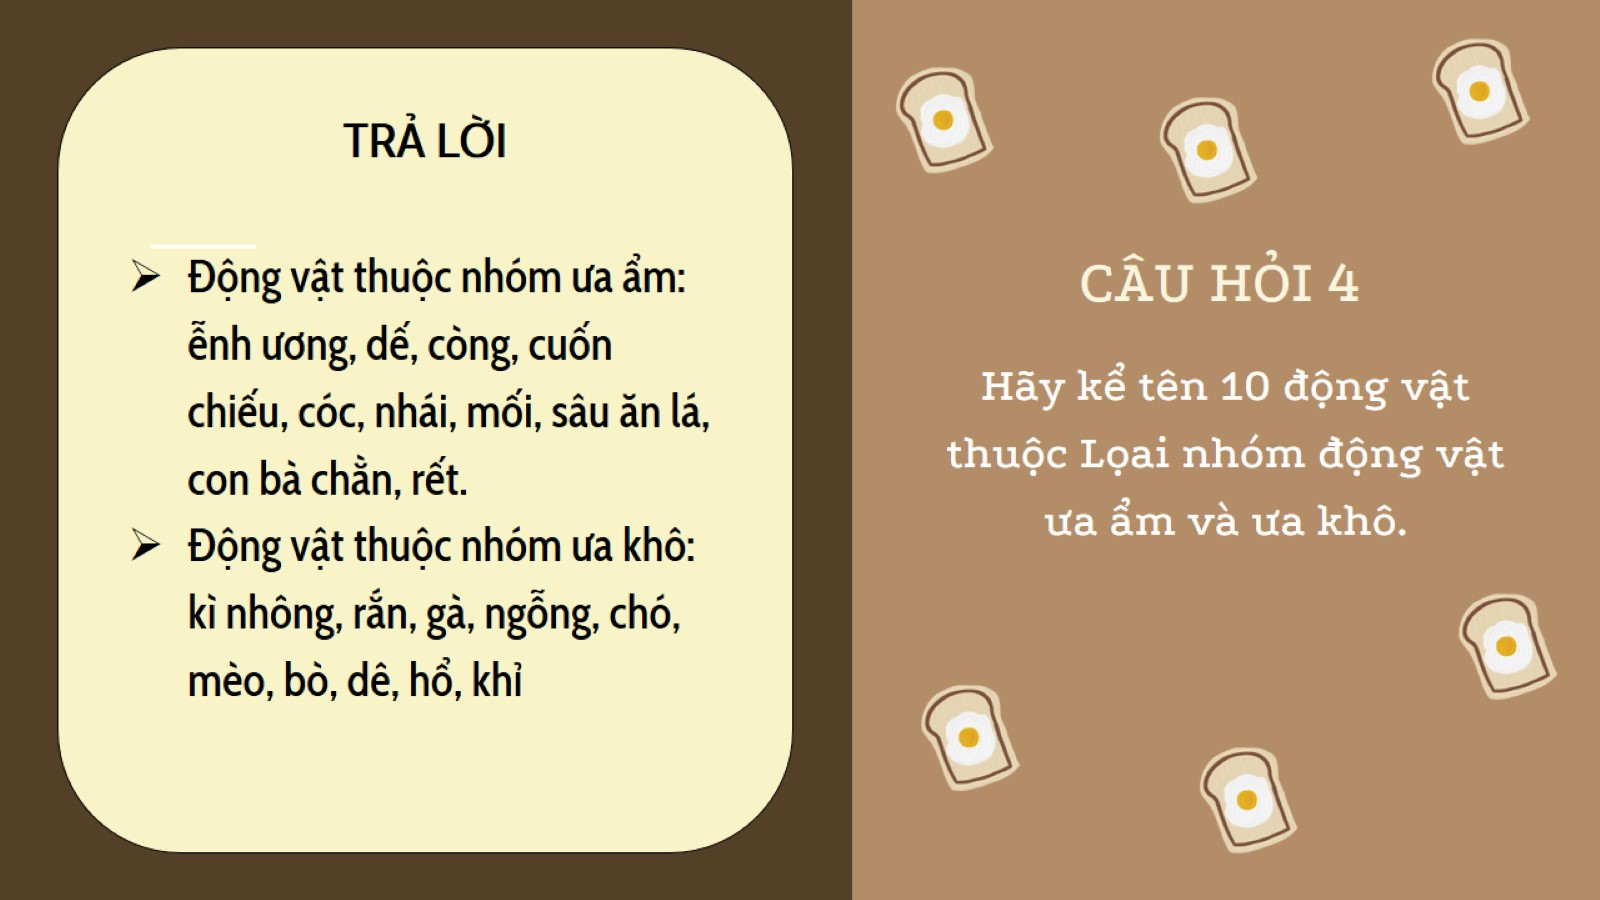 TRẢ LỜI
Động vật thuộc nhóm ưa ẩm:
ễnh ương, dế, còng, cuốn
chiếu, cóc, nhái, mối, sâu ăn lá,
con bà chằn, rết.
Động vật thuộc nhóm ưa khô:
kì nhông, rắn, gà, ngỗng, chó,
mèo, bò, dê, hổ, khỉ
CÂU HỎI 4
Hãy kể tên 10 động vật
thuộc Lọai nhóm động vật
ưa ẩm và ưa khô.